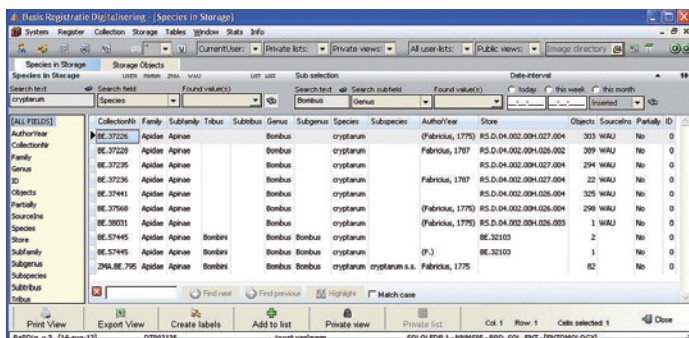 Basis Registratie Digitalisering - [Species in Storage]
System Register Collection Storage Tables Window Stats Info
CurrentUser: Private lists: Private views: All user-lists: Public views: Image directory
Species in Storage Storage Objects
Species in Storage USER RMNH ZMA WAU LIST LIST Sub selection Date-interval
Search text Search field Found value(s) Search text Search subfield Found value(s) today this week this month
cryptarum Species Bombus Genus Inserted
[ALL FIELDS] CollectionNr Family Subfamily Tribus Subtribus Genus Subgenus Species Subspecies AuthorYear Store Objects SourceIns Partially ID
AuthorYear BE.37226 Apidae Apinae Bombus cryptarum (Fabricius, 1775) RS.D.04.002.00H.027.004 303 WAU No 0
CollectionNr BE.37228 Apidae Apinae Bombus cryptarum Fabricius, 1787 RS.D.04.002.00H.026.002 389 WAU No 0
Family
Genus BE.37235 Apidae Apinae Bombus cryptarum RS.D.04.002.00H.027.004 294 WAU No 0
ID BE.37236 Apidae Apinae Bombus cryptarum Fabricius, 1787 RS.D.04.002.00H.027.004 22 WAU No 0
Objects BE.37441 Apidae Apinae Bombus cryptarum RS.D.04.002.00H.026.004 325 WAU No 0
Partially
SourceIns BE.37568 Apidae Apinae Bombus cryptarum (Fabricius, 1775) RS.D.04.002.00H.026.004 298 WAU No 0
Species BE.38031 Apidae Apinae Bombus cryptarum (Fabricius, 1775) RS.D.04.002.00H.026.003 1 WAU No 0
Store BE.57445 Apidae Apinae Bombini Bombus Bombus cryptarum BE.32103 2 No 0
Subfamily
Subgenus BE.57445 Apidae Apinae Bombini Bombus Bombus cryptarum (F.) BE.32103 1 No 0
Subspecies ZMA.BE.795 Apidae Apinae Bombini Bombus Bombus cryptarum cryptarum s.s. Fabricius, 1775 82 No 0
Subtribus
Tribus Find next Find previous Highlight Match case
Print View Export View Create labels Add to list Private view Private list Col. 1 Row: 1 Cells selected: 1 Close